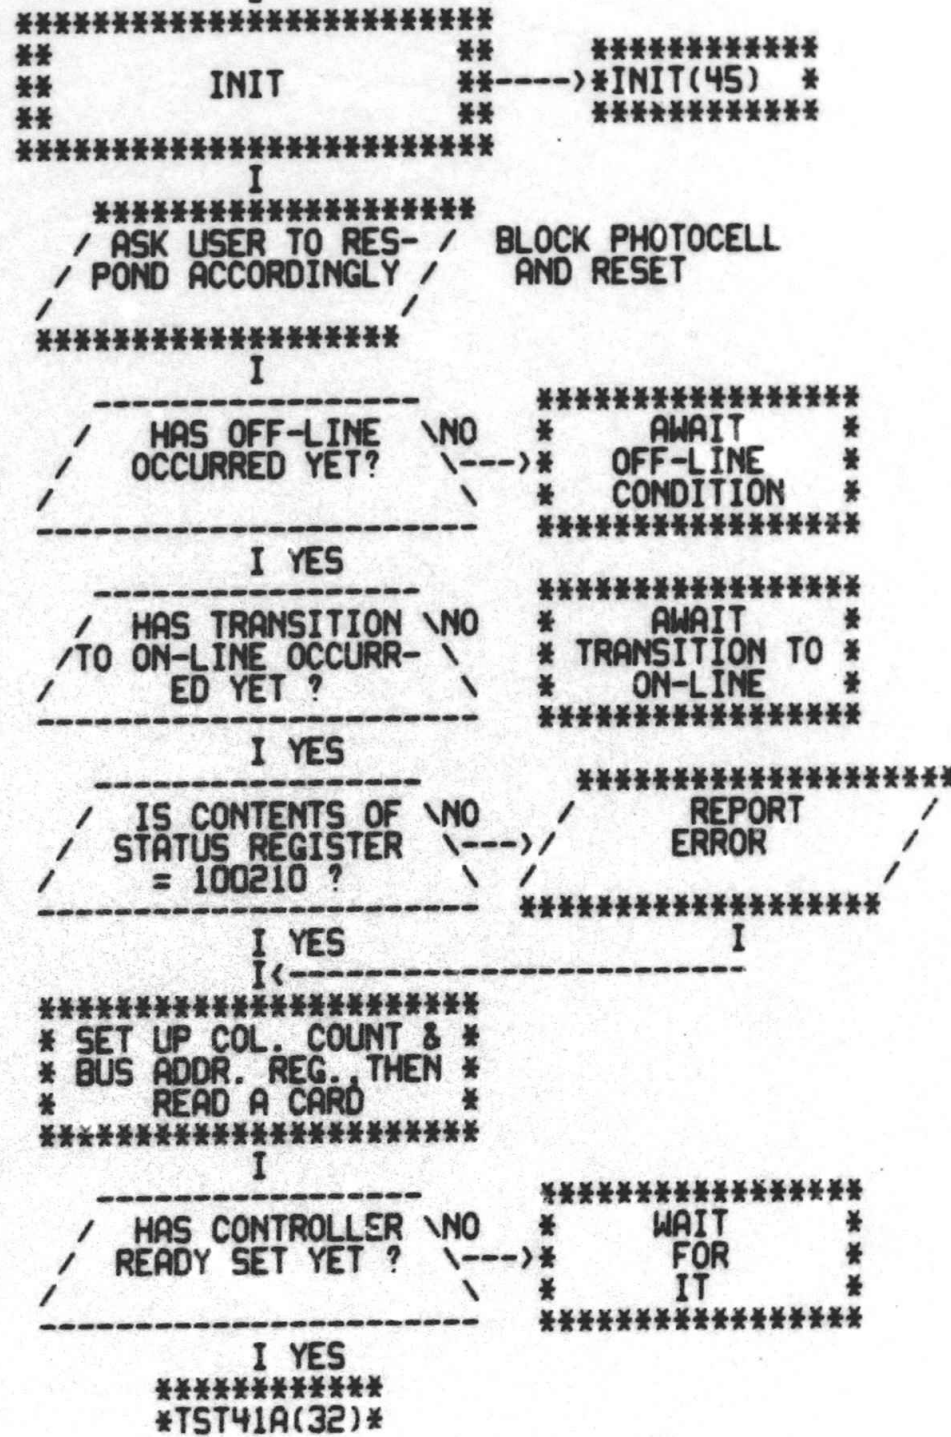 INIT
INIT(45)
ASK USER TO RES-
POND ACCORDINGLY
BLOCK PHOTOCELL
AND RESET
HAS OFF-LINE
OCCURRED YET?
NO
AWAIT
OFF-LINE
CONDITION
I YES
HAS TRANSITION
TO ON-LINE OCCURR-
ED YET ?
NO
AWAIT
TRANSITION TO
ON-LINE
I YES
IS CONTENTS OF
STATUS REGISTER
= 100210 ?
NO
REPORT
ERROR
I YES
SET UP COL. COUNT &
BUS ADDR. REG., THEN
READ A CARD
HAS CONTROLLER
READY SET YET ?
NO
WAIT
FOR
IT
I YES
*TST41A(32)*